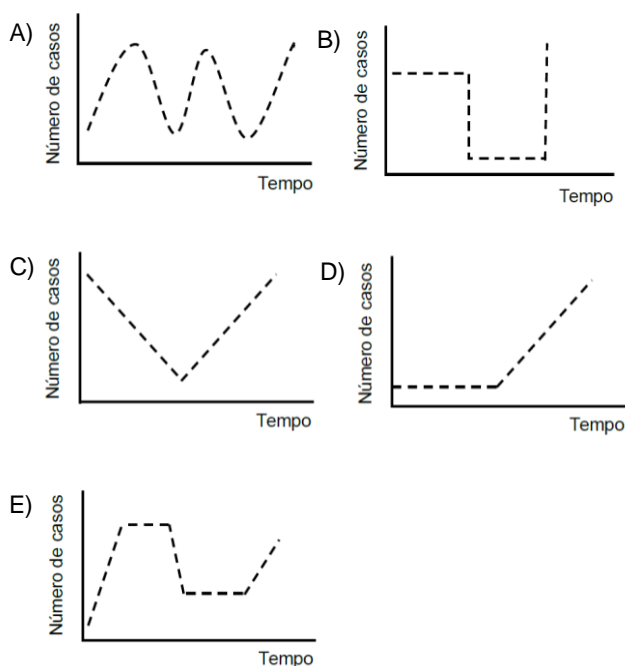 A)
Número de casos
Tempo
B)
Número de casos
Tempo
C)
Número de casos
Tempo
D)
Número de casos
Tempo
E)
Número de casos
Tempo